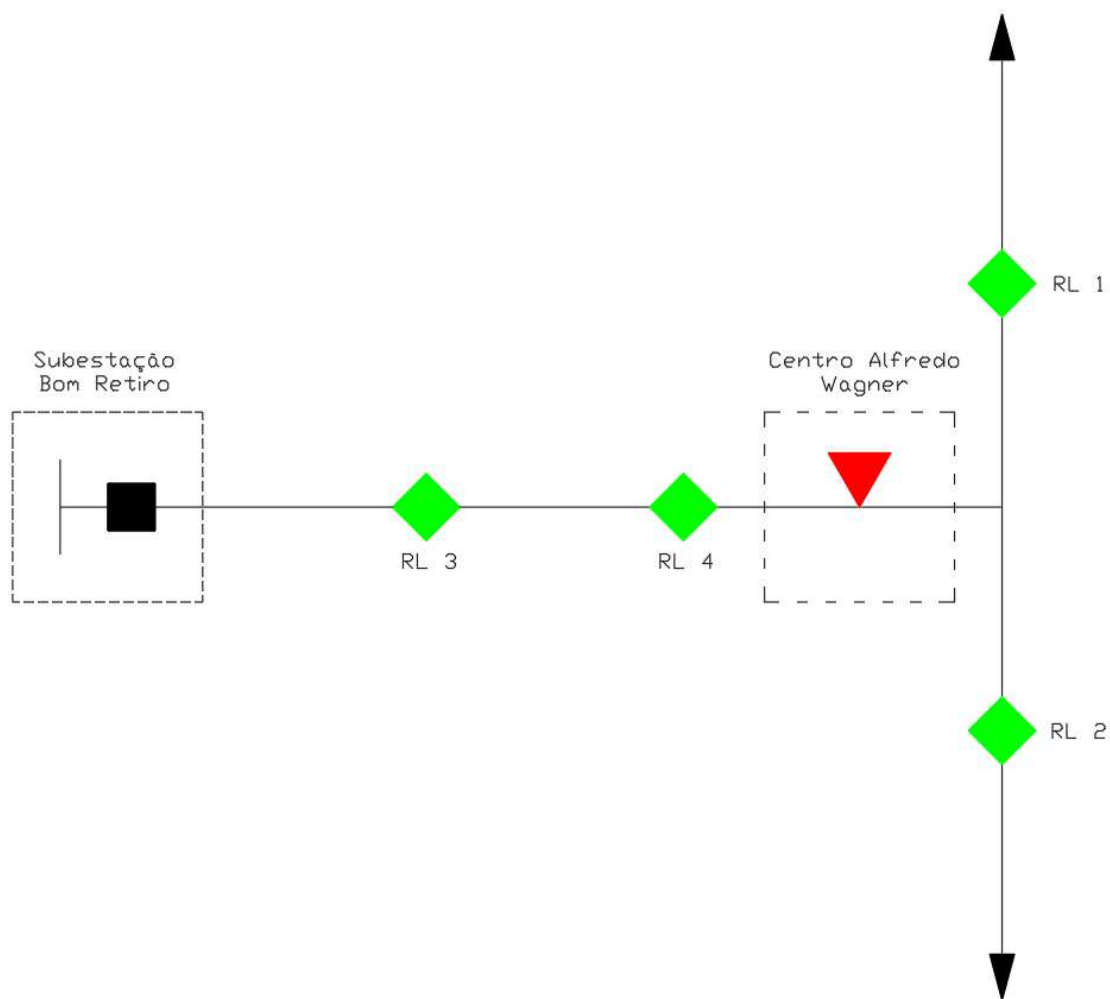 RL 1
Subestação
Bom Retiro
Centro Alfredo
Wagner
RL 3
RL 4
RL 2